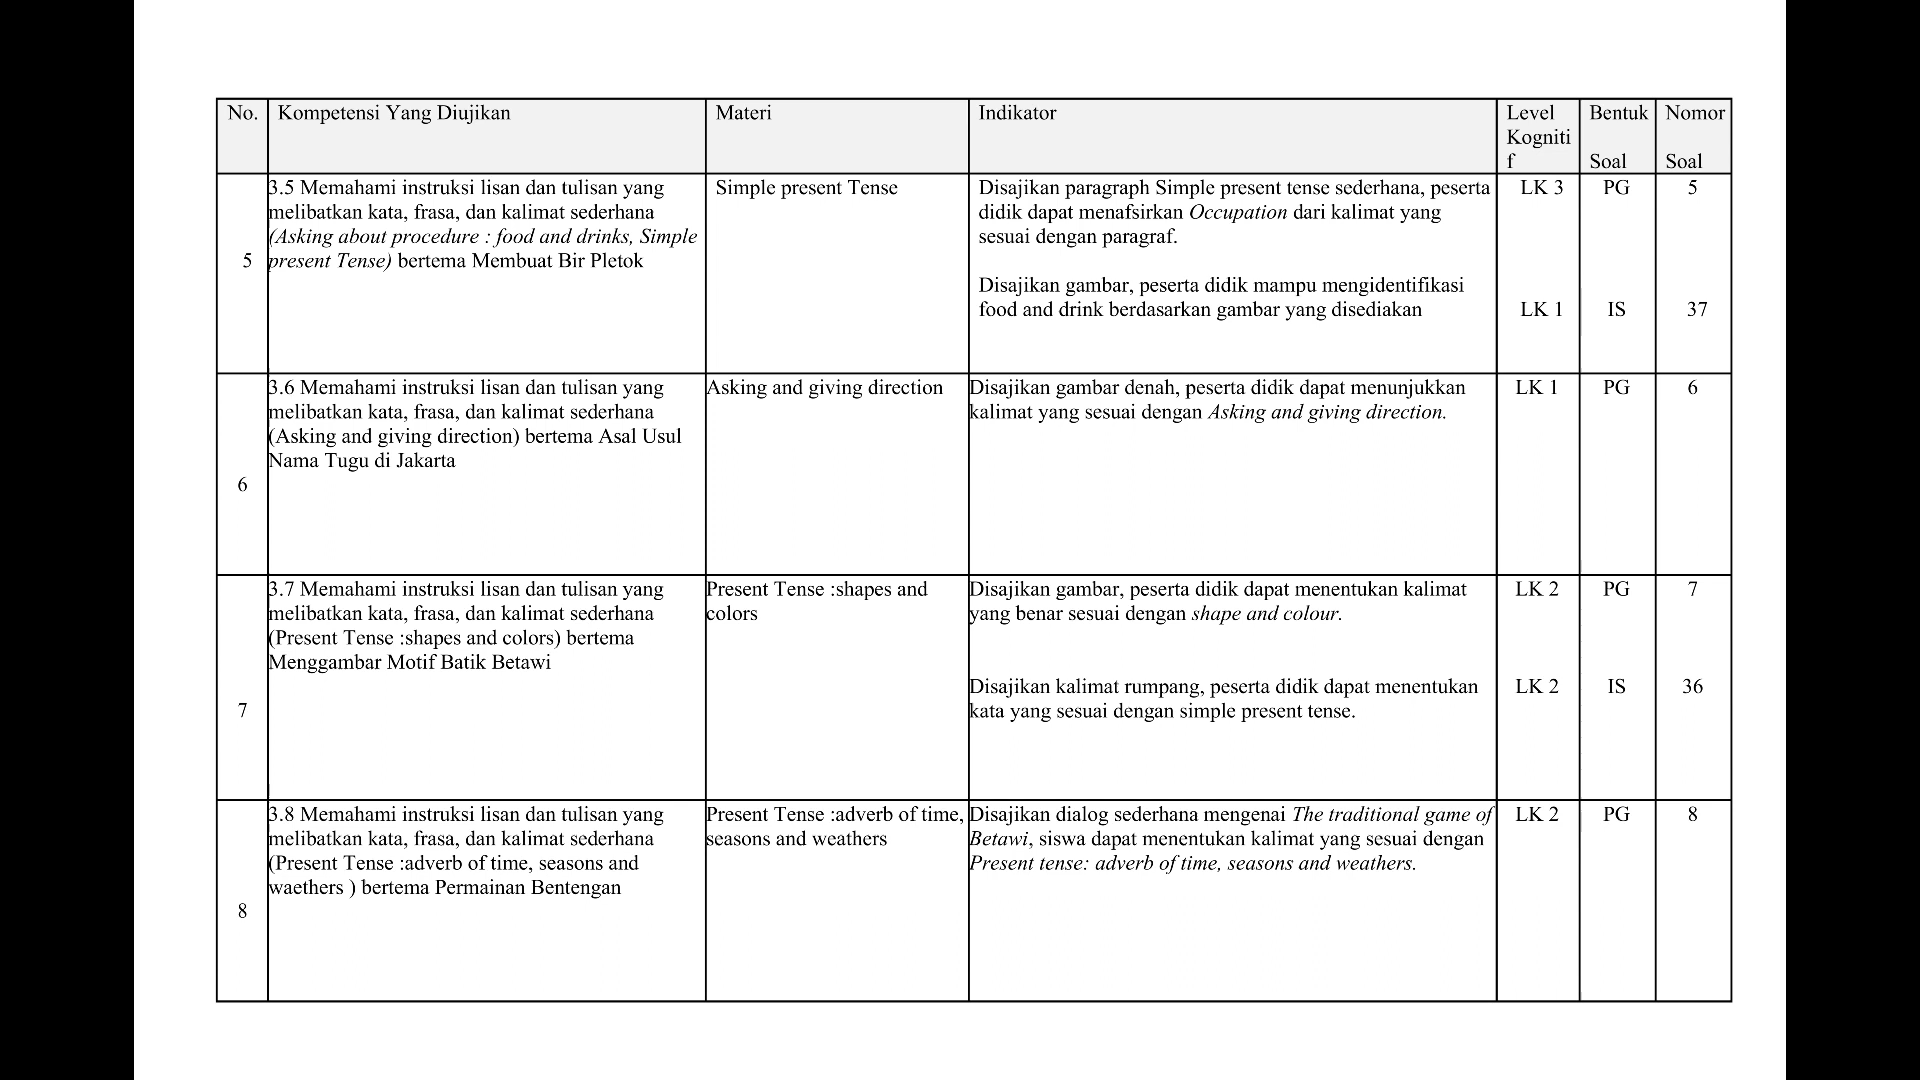 No. Kompetensi Yang Diujikan Materi Indikator Level Kogniti f Bentuk Soal Nomor Soal
5
3.5 Memahami instruksi lisan dan tulisan yang
melibatkan kata, frasa, dan kalimat sederhana
(Asking about procedure : food and drinks, Simple
present Tense) bertema Membuat Bir Pletok
Simple present Tense
Disajikan paragraph Simple present tense sederhana, peserta
didik dapat menafsirkan Occupation dari kalimat yang
sesuai dengan paragraf.
LK 3 PG 5
Disajikan gambar, peserta didik mampu mengidentifikasi
food and drink berdasarkan gambar yang disediakan
LK 1 IS 37
6
3.6 Memahami instruksi lisan dan tulisan yang
melibatkan kata, frasa, dan kalimat sederhana
(Asking and giving direction) bertema Asal Usul
Nama Tugu di Jakarta
Asking and giving direction
Disajikan gambar denah, peserta didik dapat menunjukkan
kalimat yang sesuai dengan Asking and giving direction.
LK 1 PG 6
7
3.7 Memahami instruksi lisan dan tulisan yang
melibatkan kata, frasa, dan kalimat sederhana
(Present Tense :shapes and colors) bertema
Menggambar Motif Batik Betawi
Present Tense :shapes and
colors
Disajikan gambar, peserta didik dapat menentukan kalimat
yang benar sesuai dengan shape and colour.
LK 2 PG 7
Disajikan kalimat rumpang, peserta didik dapat menentukan
kata yang sesuai dengan simple present tense.
LK 2 IS 36
8
3.8 Memahami instruksi lisan dan tulisan yang
melibatkan kata, frasa, dan kalimat sederhana
(Present Tense :adverb of time, seasons and
waethers ) bertema Permainan Bentengan
Present Tense :adverb of time,
seasons and weathers
Disajikan dialog sederhana mengenai The traditional game of
Betawi, siswa dapat menentukan kalimat yang sesuai dengan
Present tense: adverb of time, seasons and weathers.
LK 2 PG 8